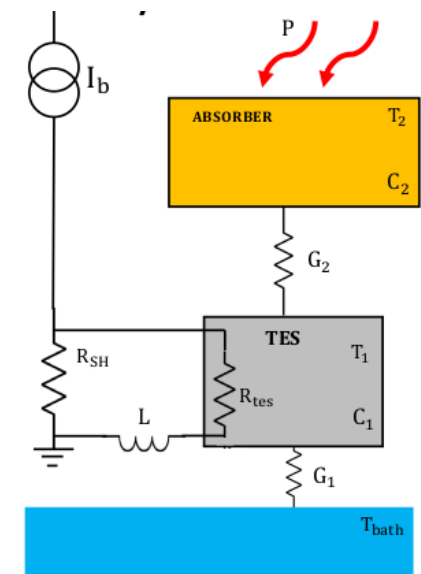 P
I_b
ABSORBER
T_2
C_2
G_2
TES
R_SH
T_1
R_tes
L
C_1
G_1
T_bath